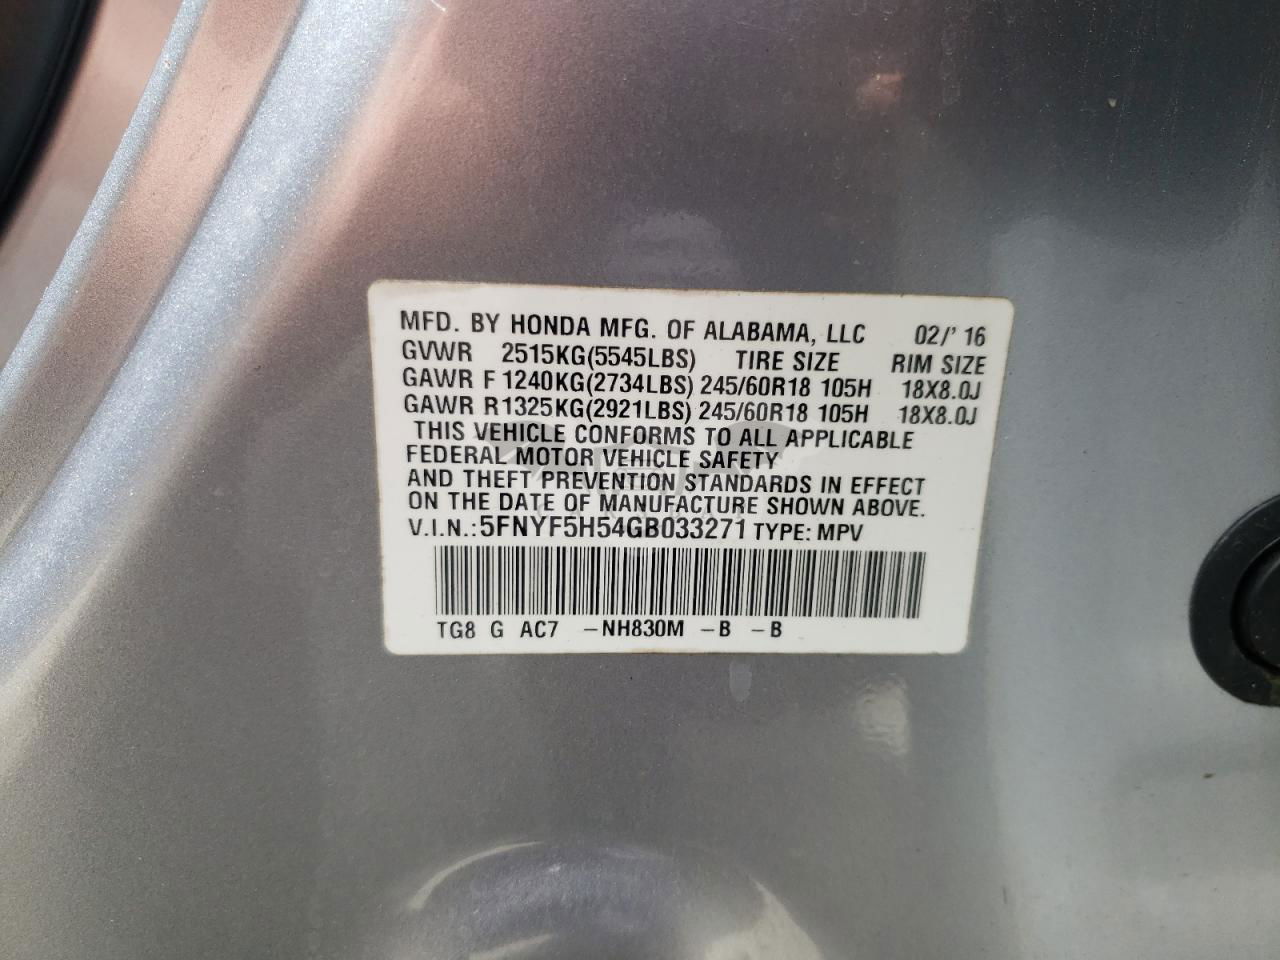 MFD. BY HONDA MFG. OF ALABAMA, LLC 02/' 16
GVWR 2515KG(5545LBS) TIRE SIZE RIM SIZE
GAWR F 1240KG(2734LBS) 245/60R18 105H 18X8.0J
GAWR R1325KG(2921LBS) 245/60R18 105H 18X8.0J
THIS VEHICLE CONFORMS TO ALL APPLICABLE
FEDERAL MOTOR VEHICLE SAFETY
AND THEFT PREVENTION STANDARDS IN EFFECT
ON THE DATE OF MANUFACTURE SHOWN ABOVE.
V.I.N.: 5FNYF5H54GB033271 TYPE: MPV
TG8 G AC7 -NH830M -B -B